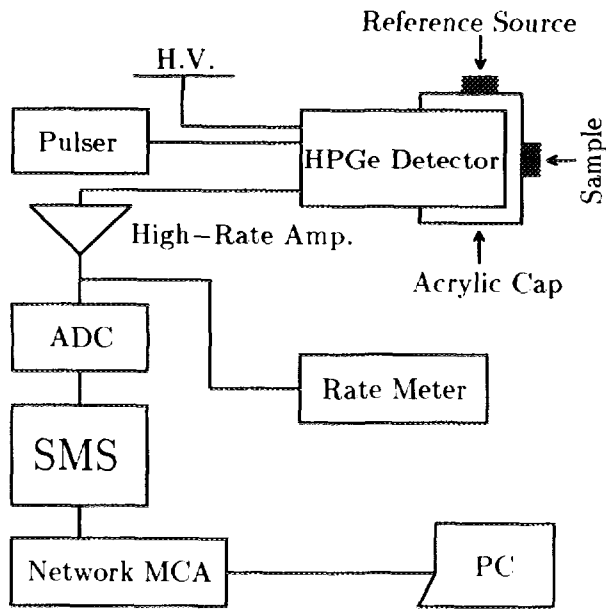 Reference Source
H.V.
Pulser
HPGe Detector
Sample
High-Rate Amp.
Acrylic Cap
ADC
Rate Meter
SMS
Network MCA
PC